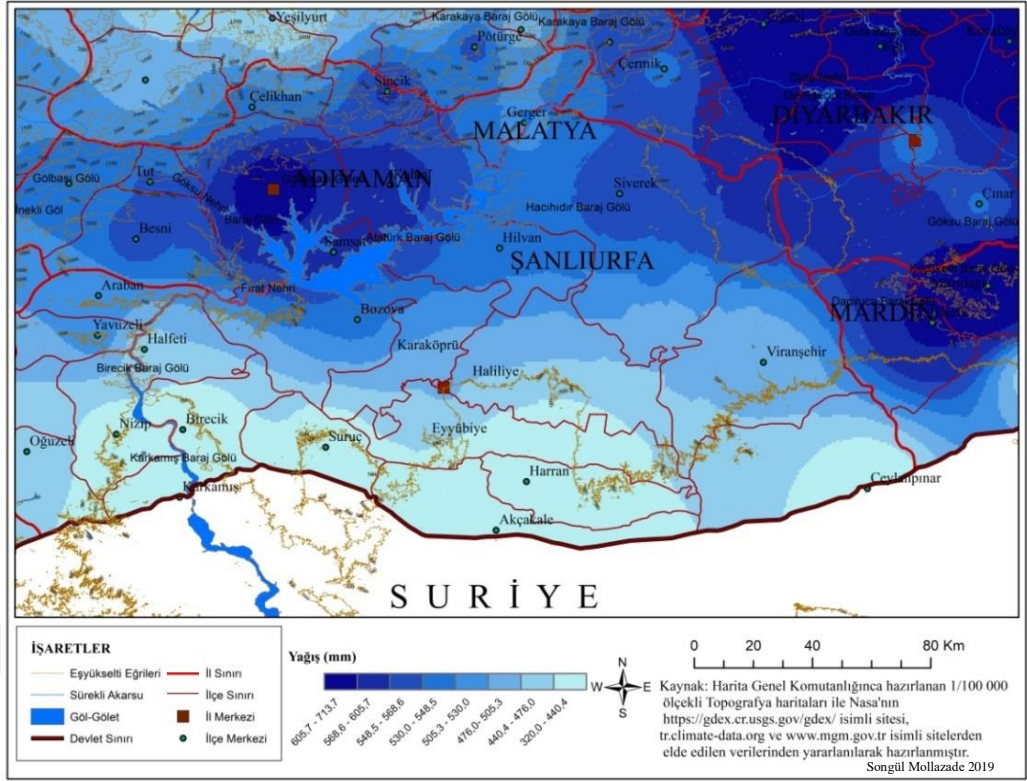 Yeşilyurt
Karakaya Baraj Gölü
Karakaya Baraj Gölü
Pötürge
Çermik
Sincik
Çelikhan
Gerger
MALATYA
DİYARBAKIR
Gölbaşı Gölü
Tut
Göksu Nehri
ADIYAMAN
Siverek
Çınar
İnekli Göl
Baraj Gölü
Hacıhıdır Baraj Gölü
Göksu Baraj Gölü
Besni
Samsat
Atatürk Baraj Gölü
Hilvan
ŞANLIURFA
Araban
Fırat Nehri
Bozova
MARDİN
Yavuzeli
Halfeti
Karaköprü
Viranşehir
Birecik Baraj Gölü
Haliliye
Nizip
Birecik
Eyyübiye
Oğuzeli
Suruç
Karkamış Baraj Gölü
Harran
Karkamış
Ceylanpınar
Akçakale
SURİYE
İŞARETLER
Eşyükselti Eğrileri
İl Sınırı
Sürekli Akarsu
İlçe Sınırı
Göl-Gölet
İl Merkezi
Devlet Sınırı
İlçe Merkezi
Yağış (mm)
605,7 - 713,7
568,6 - 605,7
548,5 - 568,6
530,0 - 548,5
505,3 - 530,0
476,0- 505,3
440,4 - 476,0
320,0 - 440,4
N
W E
S
0 20 40 80 Km
Kaynak: Harita Genel Komutanlığınca hazırlanan 1/100 000
ölçekli Topografya haritaları ile Nasa'nın
https://gdex.cr.usgs.gov/gdex/ isimli sitesi,
tr.climate-data.org ve www.mgm.gov.tr isimli sitelerden
elde edilen verilerinden yararlanılarak hazırlanmıştır.
Songül Mollazade 2019